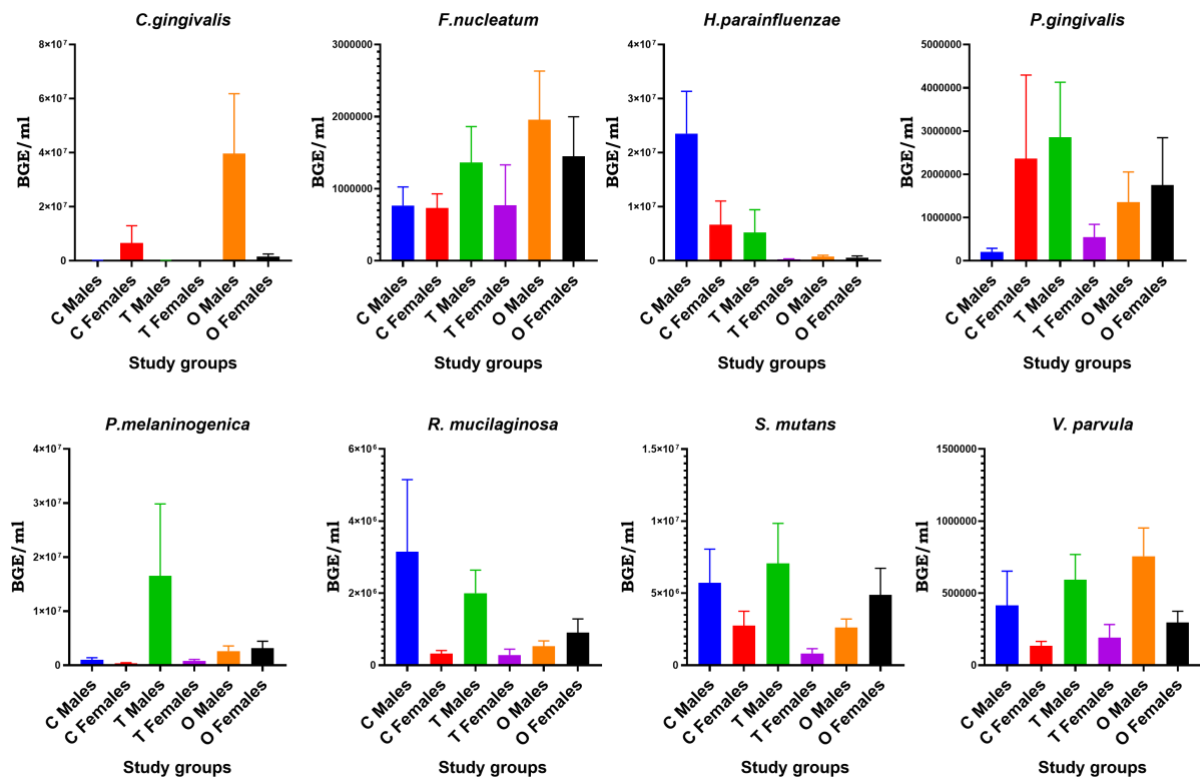 C.gingivalis
8×10⁷
6×10⁷
4×10⁷
2×10⁷
0
BGE/ml
C Males
C Females
T Males
T Females
O Males
O Females
Study groups
F.nucleatum
3000000
2000000
1000000
0
BGE/ml
C Males
C Females
T Males
T Females
O Males
O Females
Study groups
H.parainfluenzae
4×10⁷
3×10⁷
2×10⁷
1×10⁷
0
BGE/ml
C Males
C Females
T Males
T Females
O Males
O Females
Study groups
P.gingivalis
5000000
4000000
3000000
2000000
1000000
0
BGE/ml
C Males
C Females
T Males
T Females
O Males
O Females
Study groups
P.melaninogenica
4×10⁷
3×10⁷
2×10⁷
1×10⁷
0
BGE/ml
C Males
C Females
T Males
T Females
O Males
O Females
Study groups
R. mucilaginosa
6×10⁶
4×10⁶
2×10⁶
0
BGE/ml
C Males
C Females
T Males
T Females
O Males
O Females
Study groups
S. mutans
1.5×10⁷
1×10⁷
5×10⁶
0
BGE/ml
C Males
C Females
T Males
T Females
O Males
O Females
Study groups
V. parvula
1500000
1000000
500000
0
BGE/ml
C Males
C Females
T Males
T Females
O Males
O Females
Study groups